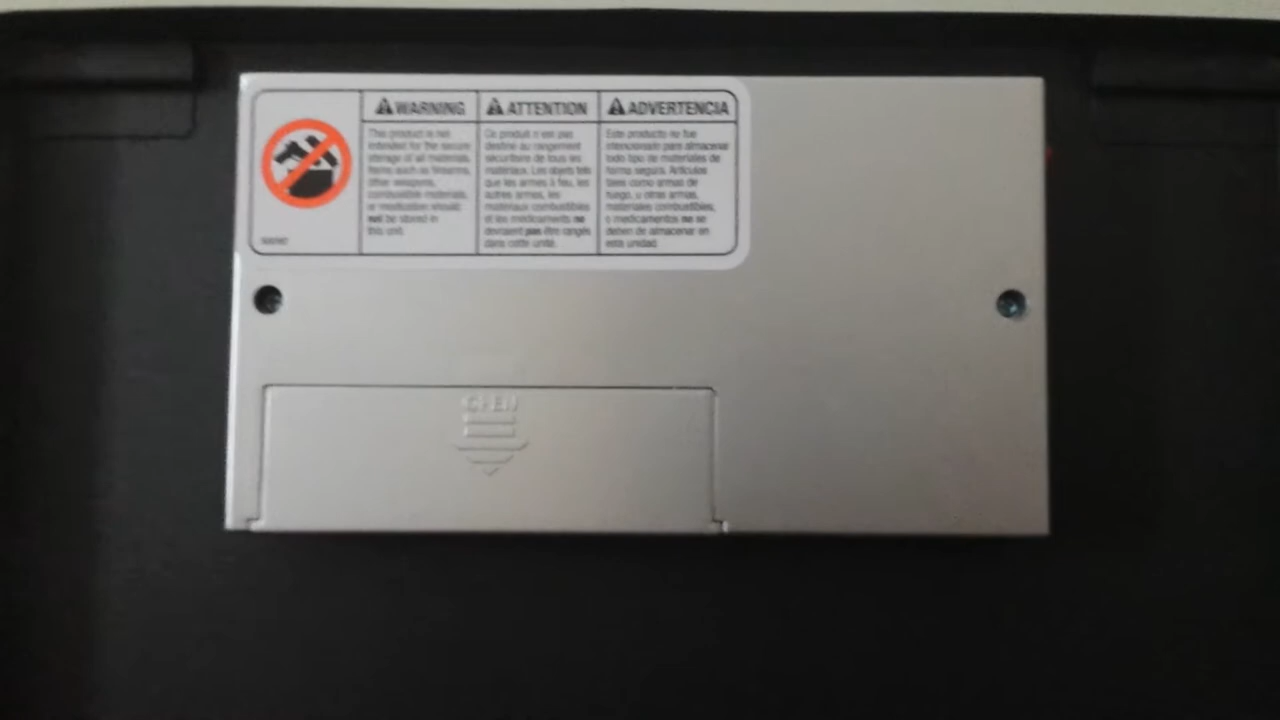 WARNING
This product is not
intended for the secure
storage of all materials.
Items such as firearms,
other weapons,
combustible materials,
or medication should
not be stored in
this unit.
ATTENTION
Ce produit n'est pas
destiné au rangement
sécuritaire de tous les
matériaux. Les objets tels
que les armes à feu, les
autres armes, les
matériaux combustibles
et les médicaments ne
devraient pas être rangés
dans cette unité.
ADVERTENCIA
Este producto no fue
intencionado para almacenar
todo tipo de materiales de
forma segura. Artículos
tales como armas de
fuego, u otras armas,
materiales combustibles,
o medicamentos no se
deben de almacenar en
esta unidad.
OPEN